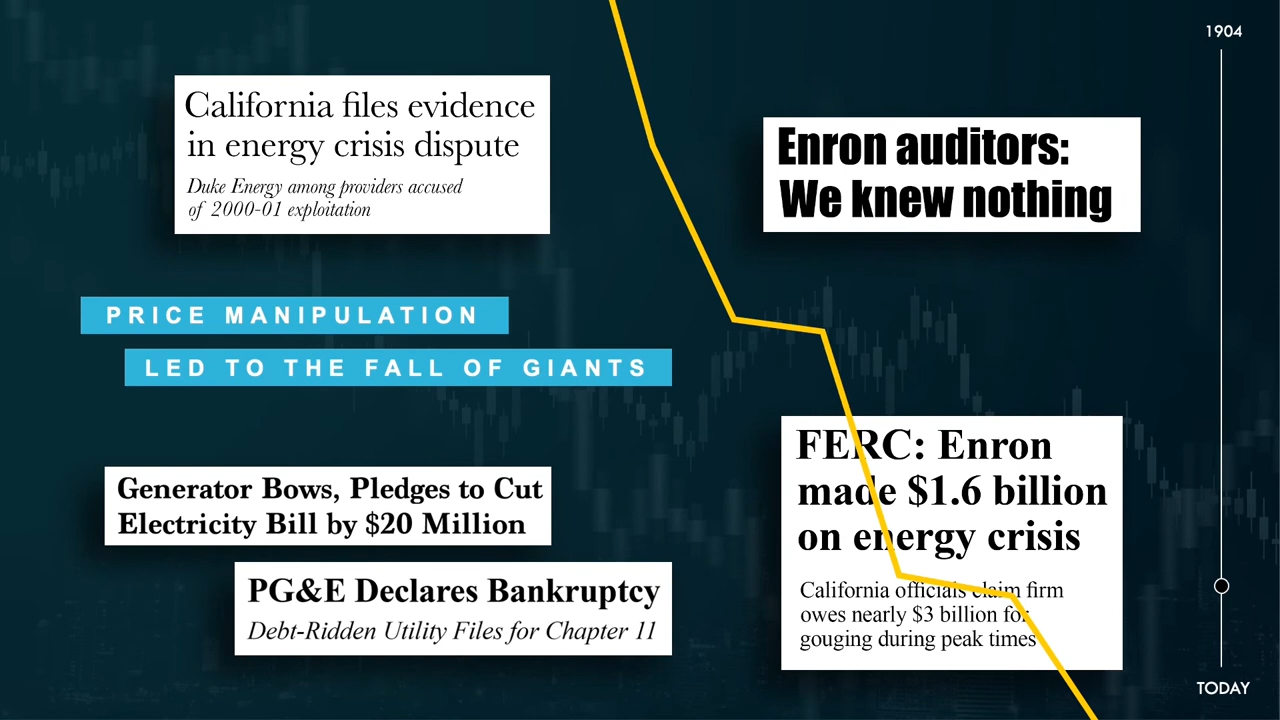 1904
California files evidence
in energy crisis dispute
Duke Energy among providers accused
of 2000-01 exploitation
Enron auditors:
We knew nothing
PRICE MANIPULATION
LED TO THE FALL OF GIANTS
Generator Bows, Pledges to Cut
Electricity Bill by $20 Million
PG&E Declares Bankruptcy
Debt-Ridden Utility Files for Chapter 11
FERC: Enron
made $1.6 billion
on energy crisis
California officials claim firm
owes nearly $3 billion for
gouging during peak times
TODAY